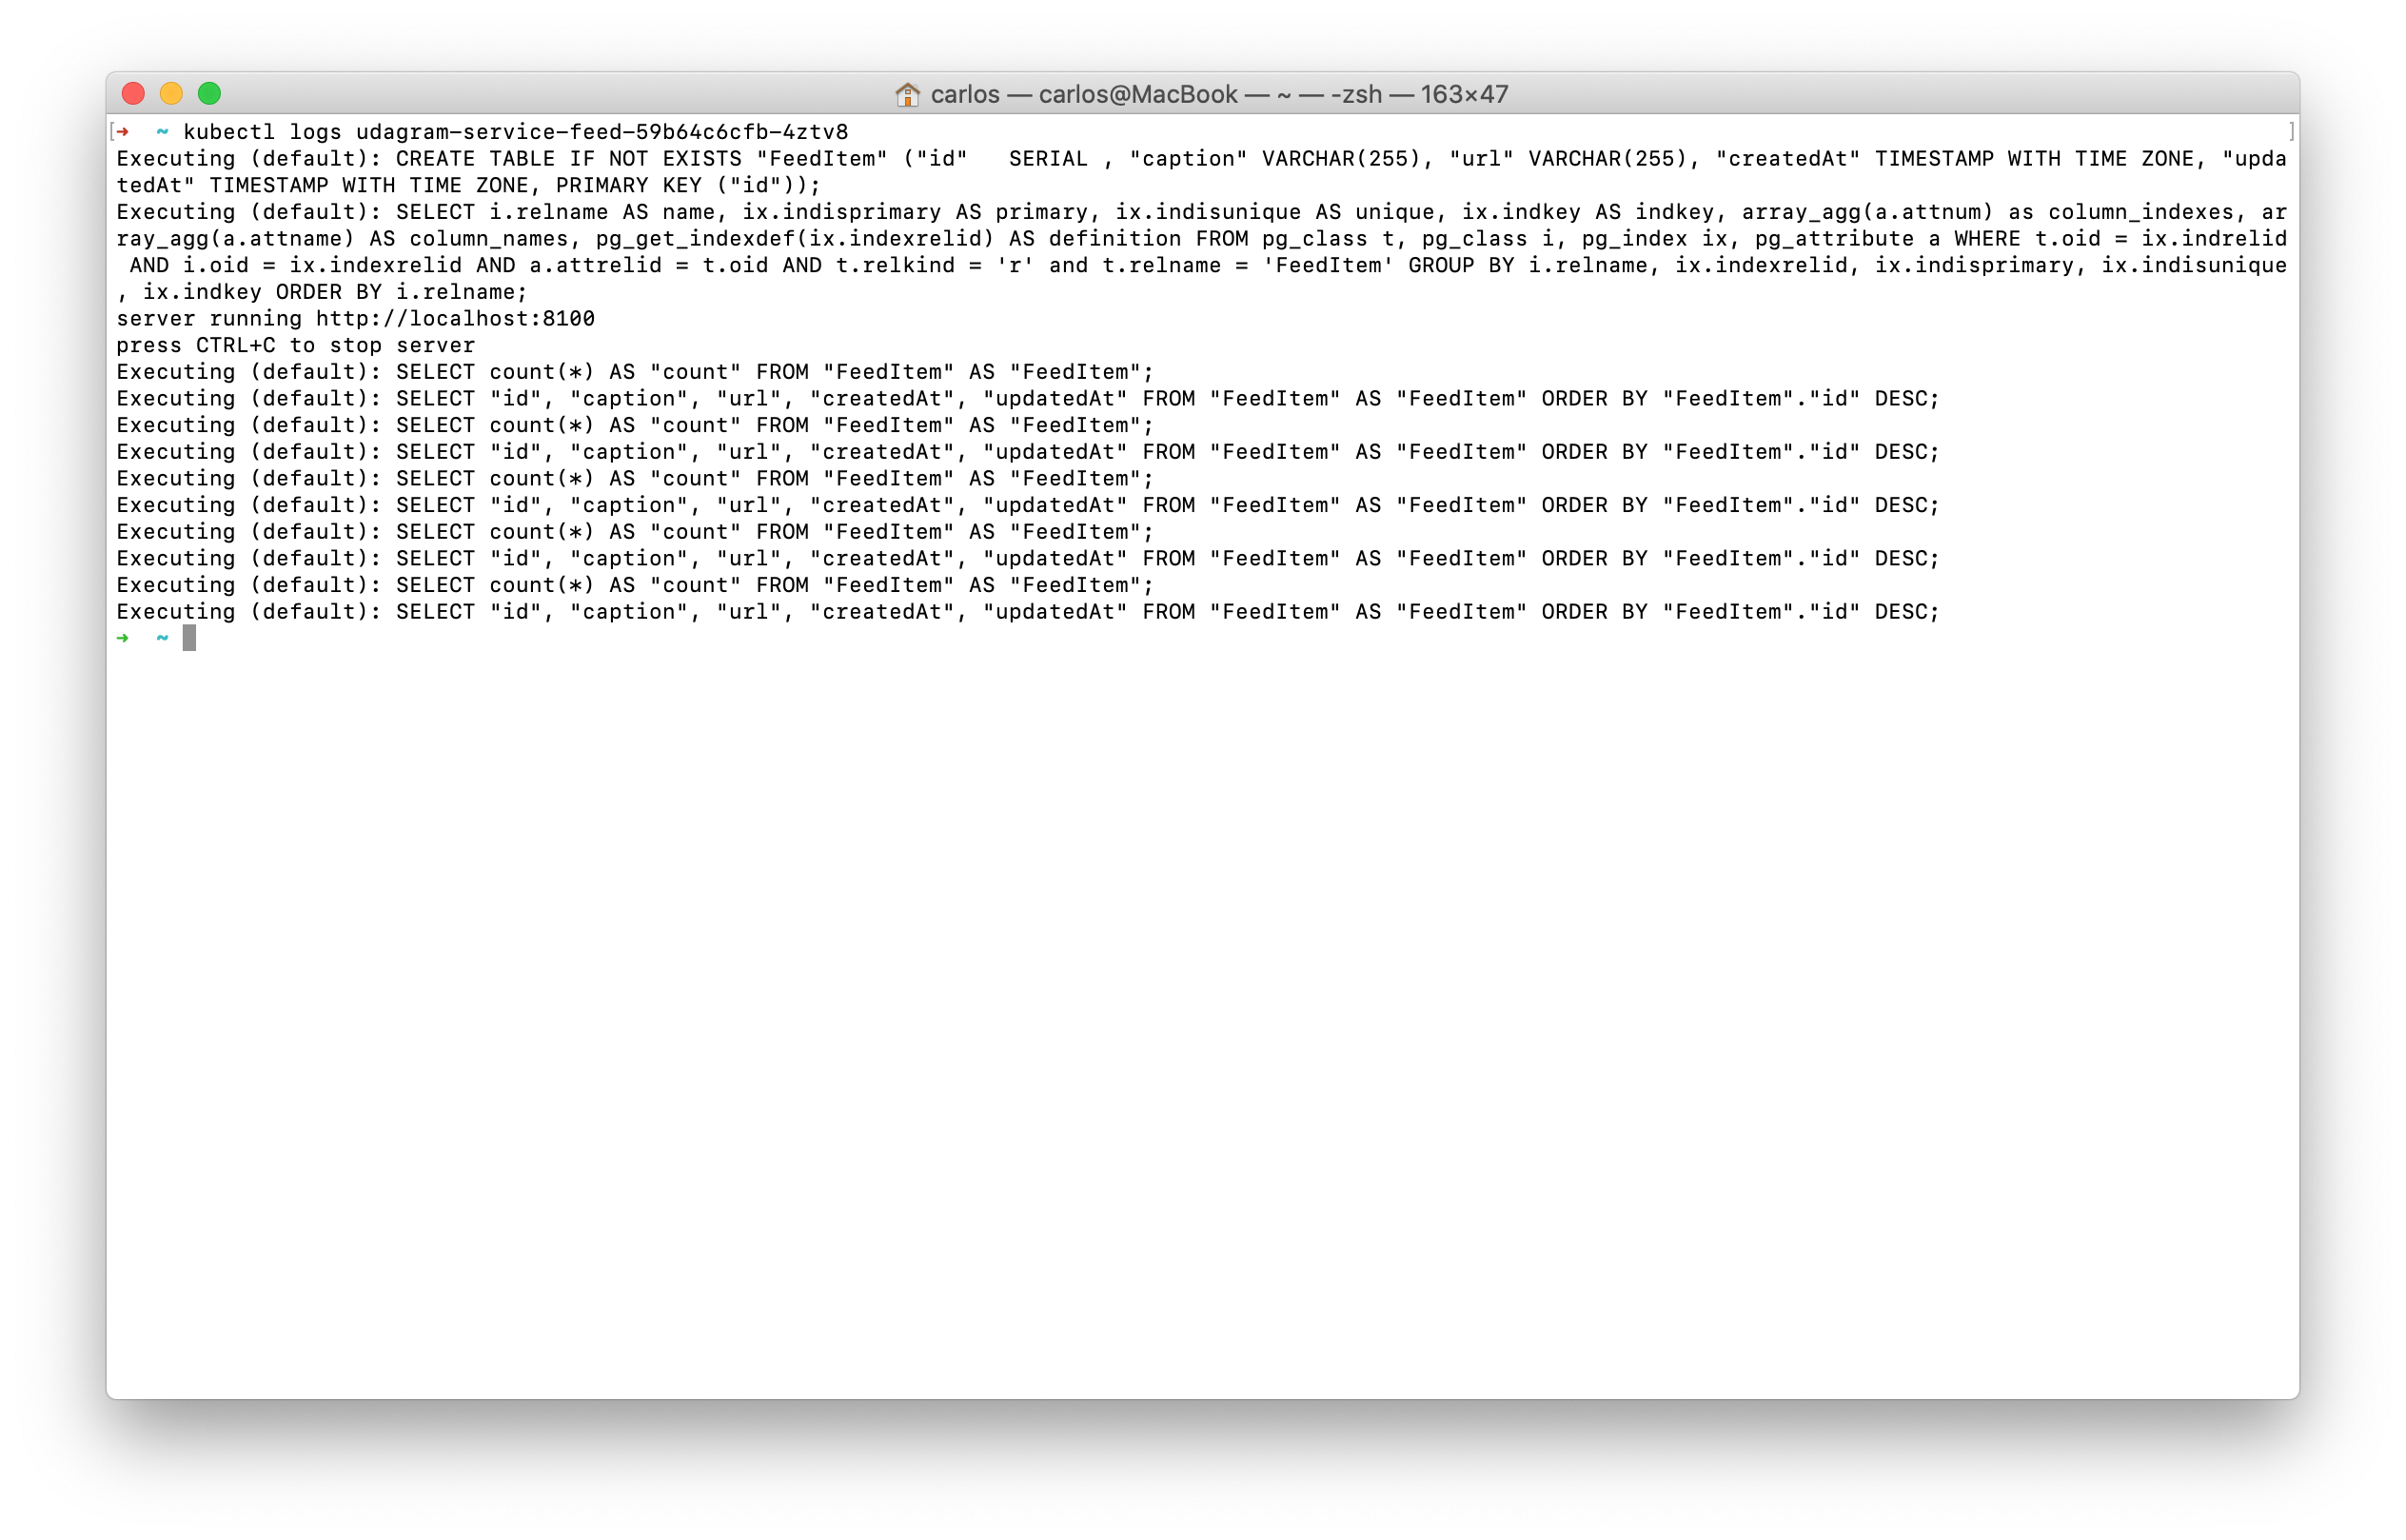 carlos — carlos@MacBook — ~ — -zsh — 163×47
[➜  ~ kubectl logs udagram-service-feed-59b64c6cfb-4ztv8 ]
Executing (default): CREATE TABLE IF NOT EXISTS "FeedItem" ("id"   SERIAL , "caption" VARCHAR(255), "url" VARCHAR(255), "createdAt" TIMESTAMP WITH TIME ZONE, "upda
tedAt" TIMESTAMP WITH TIME ZONE, PRIMARY KEY ("id"));
Executing (default): SELECT i.relname AS name, ix.indisprimary AS primary, ix.indisunique AS unique, ix.indkey AS indkey, array_agg(a.attnum) as column_indexes, ar
ray_agg(a.attname) AS column_names, pg_get_indexdef(ix.indexrelid) AS definition FROM pg_class t, pg_class i, pg_index ix, pg_attribute a WHERE t.oid = ix.indrelid
 AND i.oid = ix.indexrelid AND a.attrelid = t.oid AND t.relkind = 'r' and t.relname = 'FeedItem' GROUP BY i.relname, ix.indexrelid, ix.indisprimary, ix.indisunique
, ix.indkey ORDER BY i.relname;
server running http://localhost:8100
press CTRL+C to stop server
Executing (default): SELECT count(*) AS "count" FROM "FeedItem" AS "FeedItem";
Executing (default): SELECT "id", "caption", "url", "createdAt", "updatedAt" FROM "FeedItem" AS "FeedItem" ORDER BY "FeedItem"."id" DESC;
Executing (default): SELECT count(*) AS "count" FROM "FeedItem" AS "FeedItem";
Executing (default): SELECT "id", "caption", "url", "createdAt", "updatedAt" FROM "FeedItem" AS "FeedItem" ORDER BY "FeedItem"."id" DESC;
Executing (default): SELECT count(*) AS "count" FROM "FeedItem" AS "FeedItem";
Executing (default): SELECT "id", "caption", "url", "createdAt", "updatedAt" FROM "FeedItem" AS "FeedItem" ORDER BY "FeedItem"."id" DESC;
Executing (default): SELECT count(*) AS "count" FROM "FeedItem" AS "FeedItem";
Executing (default): SELECT "id", "caption", "url", "createdAt", "updatedAt" FROM "FeedItem" AS "FeedItem" ORDER BY "FeedItem"."id" DESC;
Executing (default): SELECT count(*) AS "count" FROM "FeedItem" AS "FeedItem";
Executing (default): SELECT "id", "caption", "url", "createdAt", "updatedAt" FROM "FeedItem" AS "FeedItem" ORDER BY "FeedItem"."id" DESC;
➜  ~